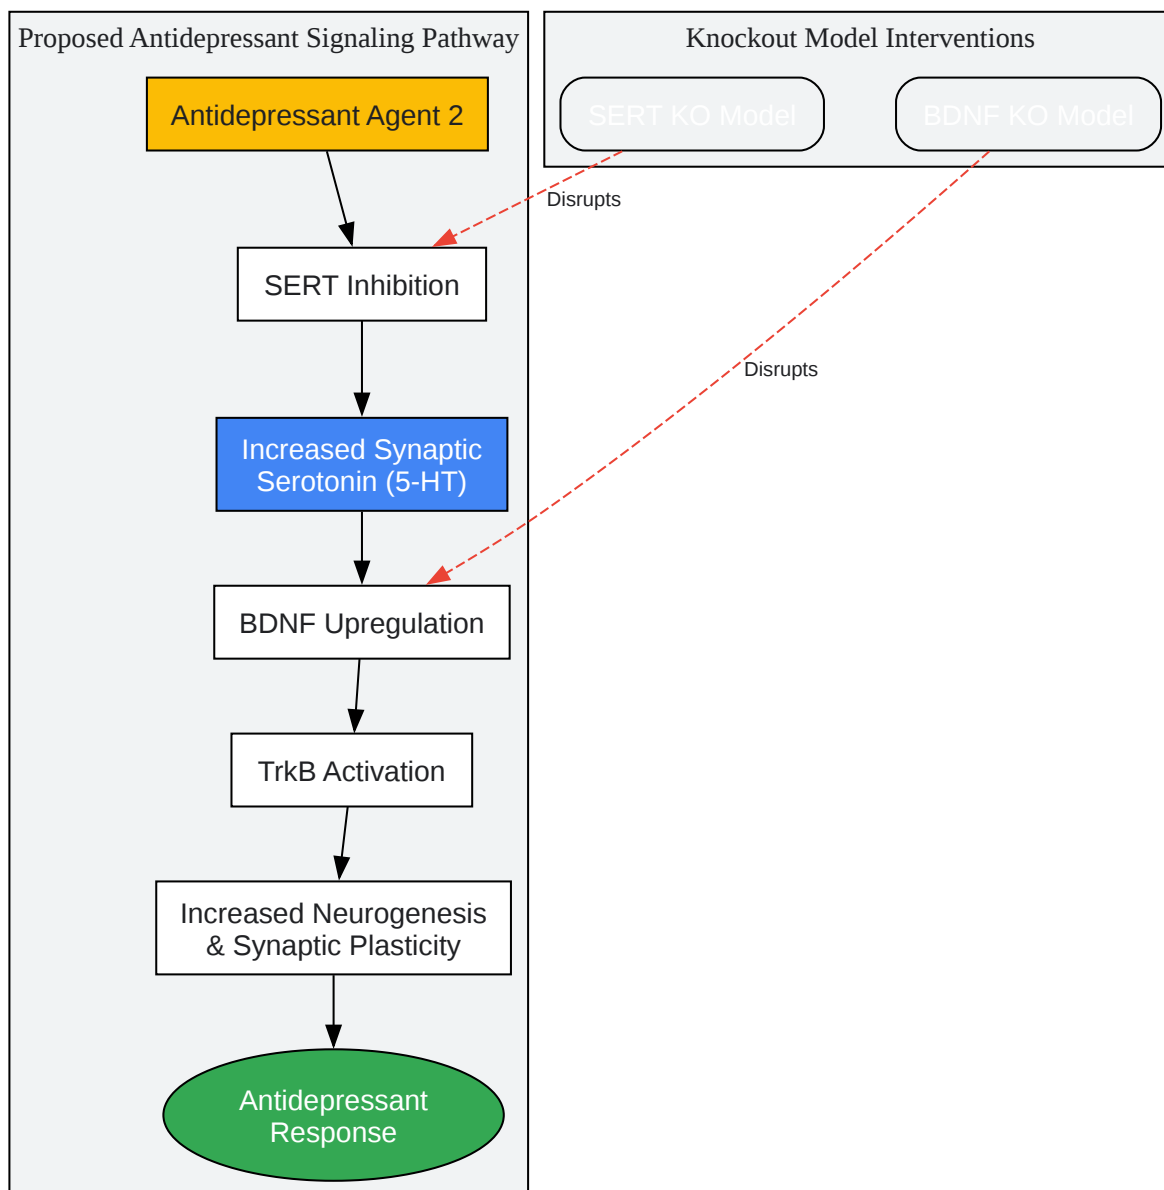 Proposed Antidepressant Signaling Pathway
Knockout Model Interventions
Antidepressant Agent 2
SERT KO Model
BDNF KO Model
Disrupts
SERT Inhibition
Disrupts
Increased Synaptic
Serotonin (5-HT)
BDNF Upregulation
TrkB Activation
Increased Neurogenesis
& Synaptic Plasticity
Antidepressant
Response